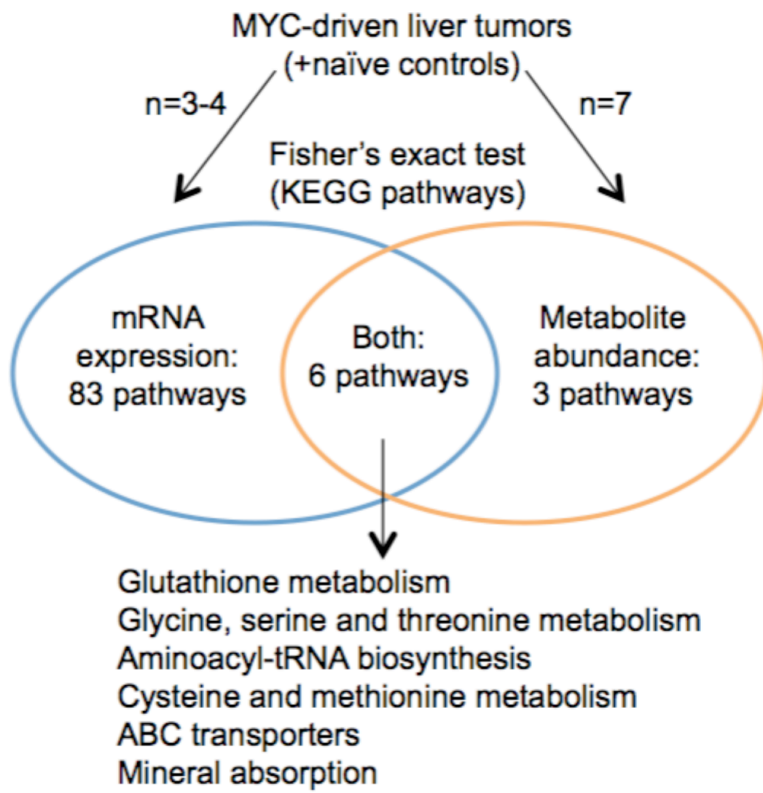 MYC-driven liver tumors
(+naïve controls)
n=3-4
n=7
Fisher's exact test
(KEGG pathways)
mRNA
expression:
83 pathways
Both:
6 pathways
Metabolite
abundance:
3 pathways
Glutathione metabolism
Glycine, serine and threonine metabolism
Aminoacyl-tRNA biosynthesis
Cysteine and methionine metabolism
ABC transporters
Mineral absorption